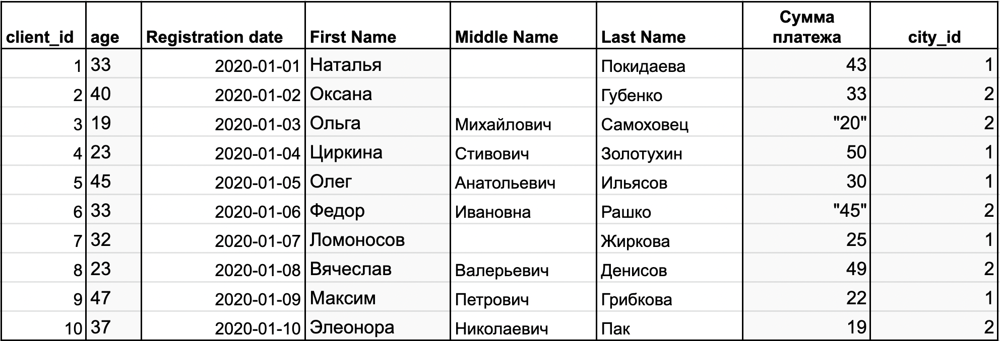 client_id age Registration date First Name Middle Name Last Name Сумма платежа city_id
1 33 2020-01-01 Наталья Покидаева 43 1
2 40 2020-01-02 Оксана Губенко 33 2
3 19 2020-01-03 Ольга Михайлович Самоховец "20" 2
4 23 2020-01-04 Циркина Стивович Золотухин 50 1
5 45 2020-01-05 Олег Анатольевич Ильясов 30 1
6 33 2020-01-06 Федор Ивановна Рашко "45" 2
7 32 2020-01-07 Ломоносов Жиркова 25 1
8 23 2020-01-08 Вячеслав Валерьевич Денисов 49 2
9 47 2020-01-09 Максим Петрович Грибкова 22 1
10 37 2020-01-10 Элеонора Николаевич Пак 19 2